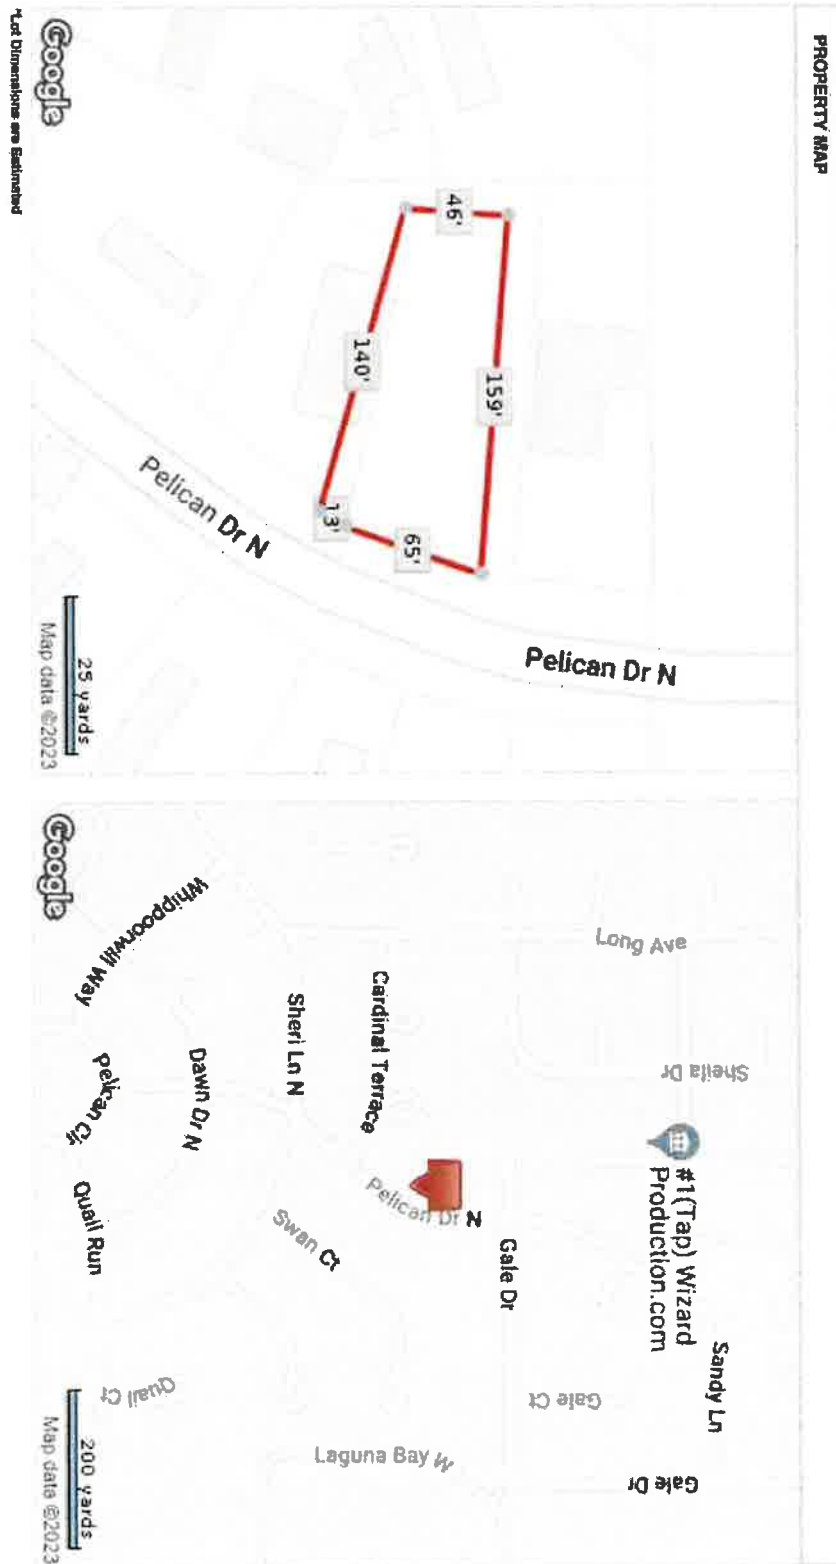 PROPERTY MAP
46'
159'
140'
13'
65'
Pelican Dr N
Pelican Dr N
25 yards
Map data ©2023
Google
*Lot Dimensions are Estimated
Long Ave
Sheila Dr
#1(Tap) Wizard
Production.com
Sandy Ln
Gale Dr
Gale Dr
Gale Ct
Cardinal Terrace
Pelican Dr N
Sheri Ln N
Swan Ct
Laguna Bay
Dawn Dr N
Whippoorwill Way
Pelican Cir
Quail Run
Quail Ct
200 yards
Map data ©2023
Google